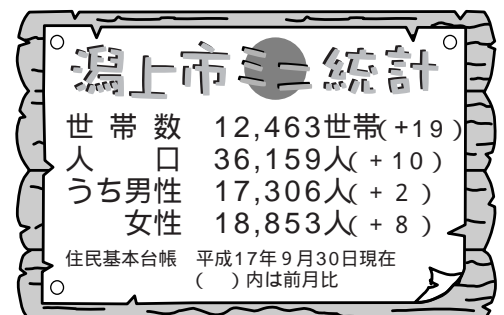 潟上市ミニ統計
世帯数 12,463世帯(+19)
人口 36,159人(+10)
うち男性 17,306人(+2)
女性 18,853人(+8)
住民基本台帳 平成17年9月30日現在
( )内は前月比